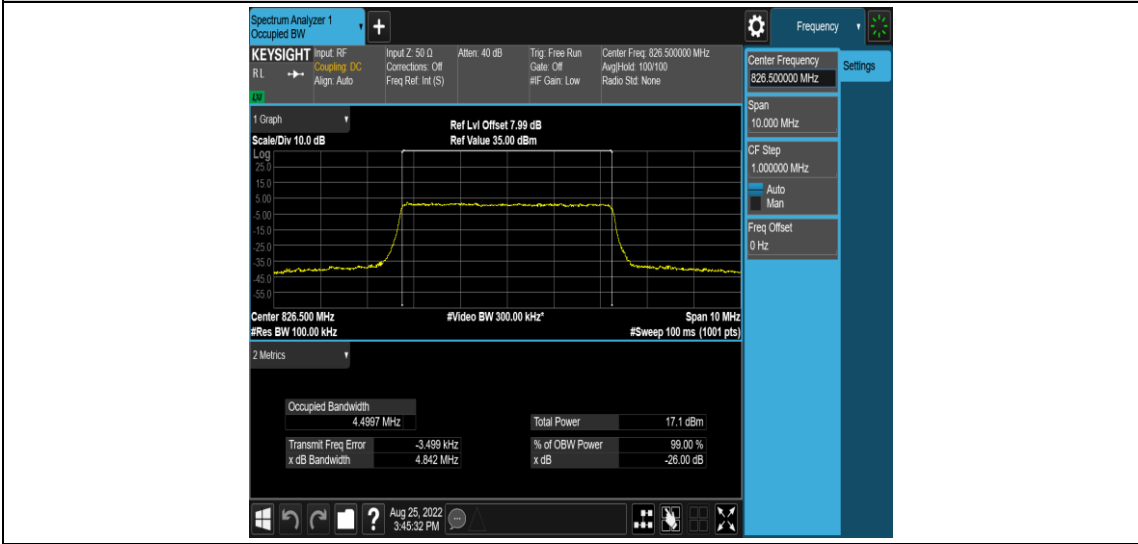 Spectrum Analyzer 1
Occupied BW
+
Frequency
KEYSIGHT
RL
LXI
Input: RF
Coupling: DC
Align: Auto
Input Z: 50 Ω
Corrections: Off
Freq Ref: Int (S)
Atten: 40 dB
Trig: Free Run
Gate: Off
#IF Gain: Low
Center Freq: 826.500000 MHz
Avg|Hold: 100/100
Radio Std: None
Center Frequency
826.500000 MHz
Settings
Span
10.000 MHz
CF Step
1.000000 MHz
Auto
Man
Freq Offset
0 Hz
1 Graph
Scale/Div 10.0 dB
Ref Lvl Offset 7.99 dB
Ref Value 35.00 dBm
Log
25.0
15.0
5.00
-5.00
-15.0
-25.0
-35.0
-45.0
-55.0
Center 826.500 MHz
#Video BW 300.00 kHz*
Span 10 MHz
#Res BW 100.00 kHz
#Sweep 100 ms (1001 pts)
2 Metrics
Occupied Bandwidth
4.4997 MHz
Total Power 17.1 dBm
Transmit Freq Error -3.499 kHz
% of OBW Power 99.00 %
x dB Bandwidth 4.842 MHz
x dB -26.00 dB
?
Aug 25, 2022
3:45:32 PM